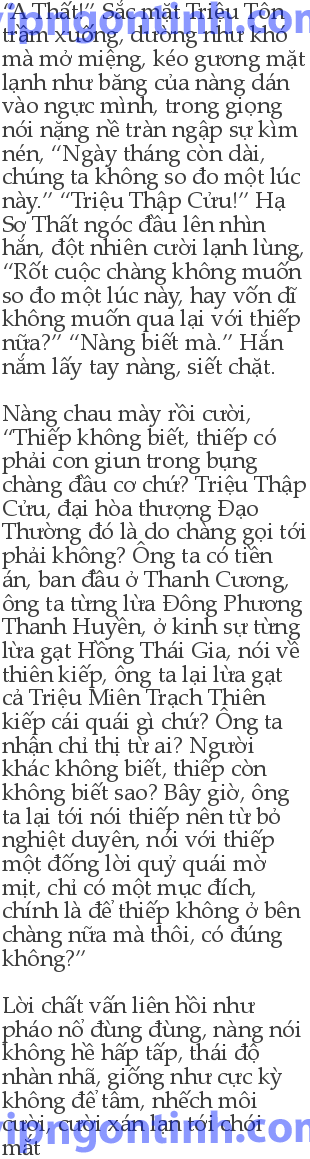 "A Thất!" Sắc mặt Triệu Tôn
trầm xuống, dường như khó
mà mở miệng, kéo gương mặt
lạnh như băng của nàng dán
vào ngực mình, trong giọng
nói nặng nề tràn ngập sự kìm
nén, "Ngày tháng còn dài,
chúng ta không so đo một lúc
này." "Triệu Thập Cửu!" Hạ
Sơ Thất ngóc đầu lên nhìn
hắn, đột nhiên cười lạnh lùng,
"Rốt cuộc chàng không muốn
so đo một lúc này, hay vốn dĩ
không muốn qua lại với thiếp
nữa?" "Nàng biết mà." Hắn
nắm lấy tay nàng, siết chặt.

Nàng chau mày rồi cười,
"Thiếp không biết, thiếp có
phải con giun trong bụng
chàng đâu cơ chứ? Triệu Thập
Cửu, đại hòa thượng Đạo
Thường đó là do chàng gọi tới
phải không? Ông ta có tiền
án, ban đầu ở Thanh Cương,
ông ta từng lừa Đông Phương
Thanh Huyền, ở kinh sư từng
lừa gạt Hồng Thái Gia, nói về
thiên kiếp, ông ta lại lừa gạt
cả Triệu Miên Trạch Thiên
kiếp cái quái gì chứ? Ông ta
nhận chỉ thị từ ai? Người
khác không biết, thiếp còn
không biết sao? Bây giờ, ông
ta lại tới nói thiếp nên từ bỏ
nghiệt duyên, nói với thiếp
một đống lời quỷ quái mờ
mịt, chỉ có một mục đích,
chính là để thiếp không ở bên
chàng nữa mà thôi, có đúng
không?"

Lời chất vấn liên hồi như
pháo nổ đùng đùng, nàng nói
không hề hấp tấp, thái độ
nhàn nhã, giống như cực kỳ
không để tâm, nhếch môi
cười, cười xán lạn tới chói
mắt
vipngontinh.com